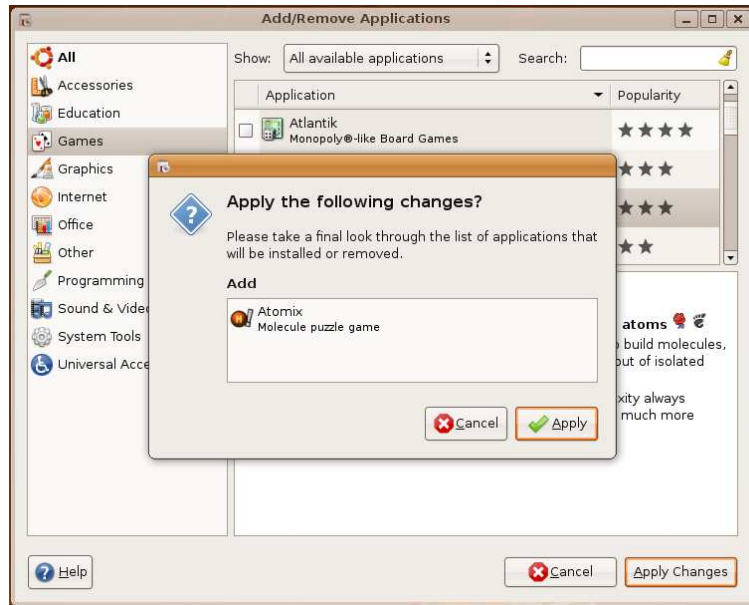 Add/Remove Applications
All
Accessories
Education
Games
Graphics
Internet
Office
Other
Programming
Sound & Video
System Tools
Universal Acce
Show: All available applications Search:
Application Popularity
Atlantik
Monopoly®-like Board Games
Apply the following changes?
Please take a final look through the list of applications that
will be installed or removed.
Add
Atomix
Molecule puzzle game
Cancel Apply
atoms
build molecules,
out of isolated
xity always
much more
Help Cancel Apply Changes